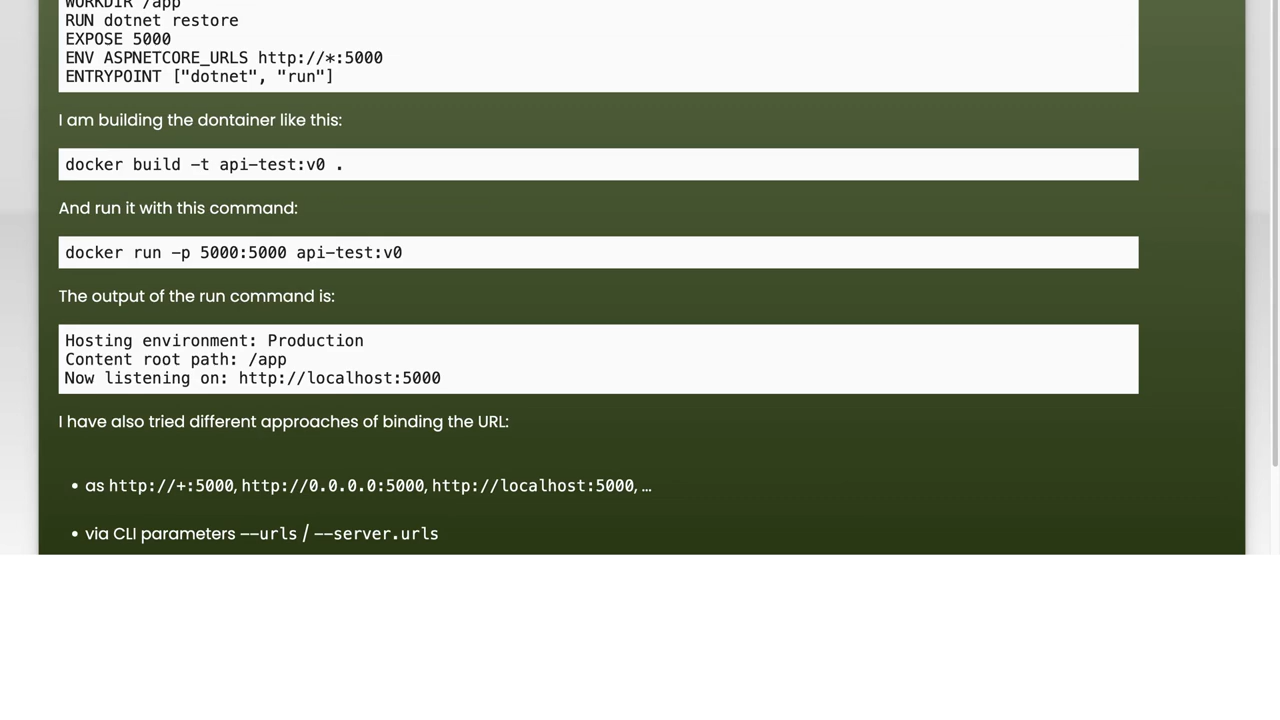 WORKDIR /app
RUN dotnet restore
EXPOSE 5000
ENV ASPNETCORE_URLS http://*:5000
ENTRYPOINT ["dotnet", "run"]
I am building the dontainer like this:
docker build -t api-test:v0 .
And run it with this command:
docker run -p 5000:5000 api-test:v0
The output of the run command is:
Hosting environment: Production
Content root path: /app
Now listening on: http://localhost:5000
I have also tried different approaches of binding the URL:
• as http://+:5000, http://0.0.0.0:5000, http://localhost:5000, ...
• via CLI parameters --urls / --server.urls